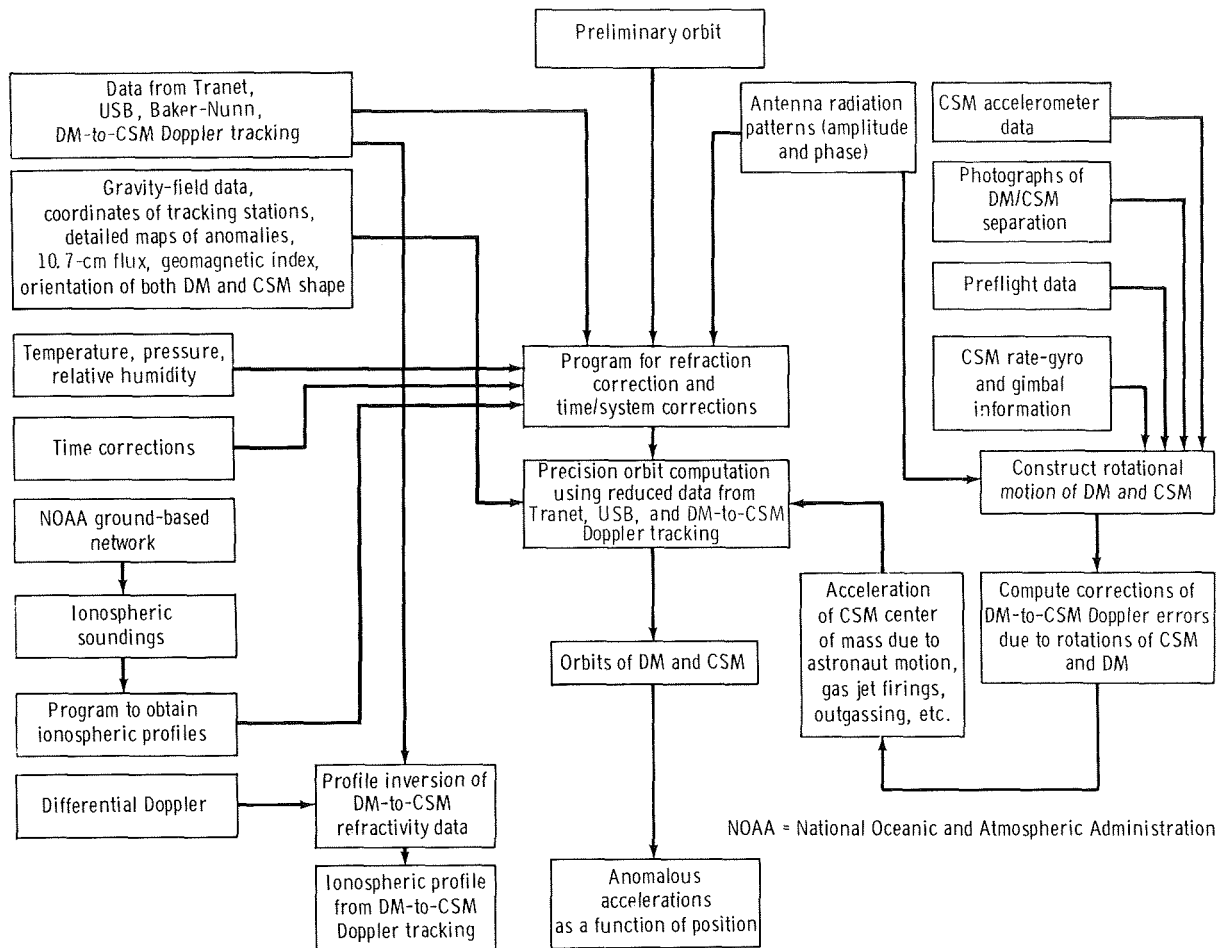 Preliminary orbit
Data from Tranet,
USB, Baker-Nunn,
DM-to-CSM Doppler tracking
Antenna radiation
patterns (amplitude
and phase)
CSM accelerometer
data
Photographs of
DM/CSM
separation
Gravity-field data,
coordinates of tracking stations,
detailed maps of anomalies,
10.7-cm flux, geomagnetic index,
orientation of both DM and CSM shape
Preflight data
Temperature, pressure,
relative humidity
Program for refraction
correction and
time/system corrections
CSM rate-gyro
and gimbal
information
Time corrections
Precision orbit computation
using reduced data from
Tranet, USB, and DM-to-CSM
Doppler tracking
Construct rotational
motion of DM and CSM
NOAA ground-based
network
Ionospheric
soundings
Orbits of DM and CSM
Acceleration
of CSM center
of mass due to
astronaut motion,
gas jet firings,
outgassing, etc.
Compute corrections of
DM-to-CSM Doppler errors
due to rotations of CSM
and DM
Program to obtain
ionospheric profiles
Differential Doppler
Profile inversion of
DM-to-CSM
refractivity data
NOAA = National Oceanic and Atmospheric Administration
Ionospheric profile
from DM-to-CSM
Doppler tracking
Anomalous
accelerations
as a function of position